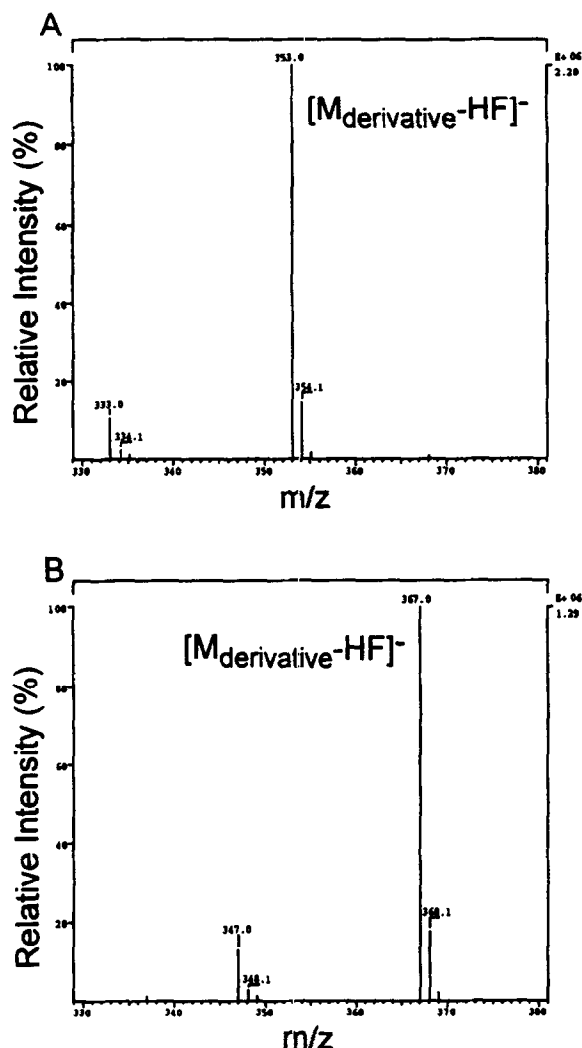 A
353.0
E+ 06
2.20
100
[Mderivative-HF]-
80
60
40
20
333.0
334.1
354.1
Relative Intensity (%)
330 340 350 360 370 380
m/z
B
367.0
E+ 06
1.29
100
[Mderivative-HF]-
80
60
40
20
347.0
348.1
368.1
Relative Intensity (%)
330 340 350 360 370
m/z